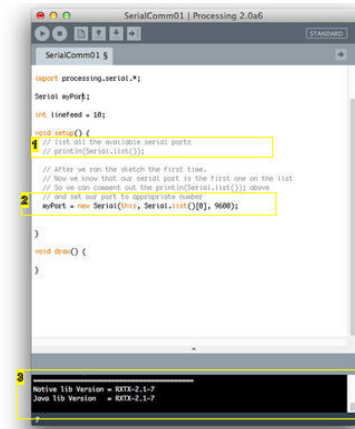 SerialComm01 | Processing 2.0a6
STANDARD
SerialComm01 §
import processing.serial.*;
Serial myPort;
int linefeed = 10;
void setup() {
1
// list all the available serial ports
// println(Serial.list());
// After we ran the sketch the first time,
// Now we know that our serial port is the first one on the list
// So we can comment out the println(Serial.list()); above
// and set our port to appropriate number
2
myPort = new Serial(this, Serial.list()[0], 9600);
}
void draw() {
}
3
Native lib Version = RXTX-2.1-7
Java lib Version = RXTX-2.1-7
7